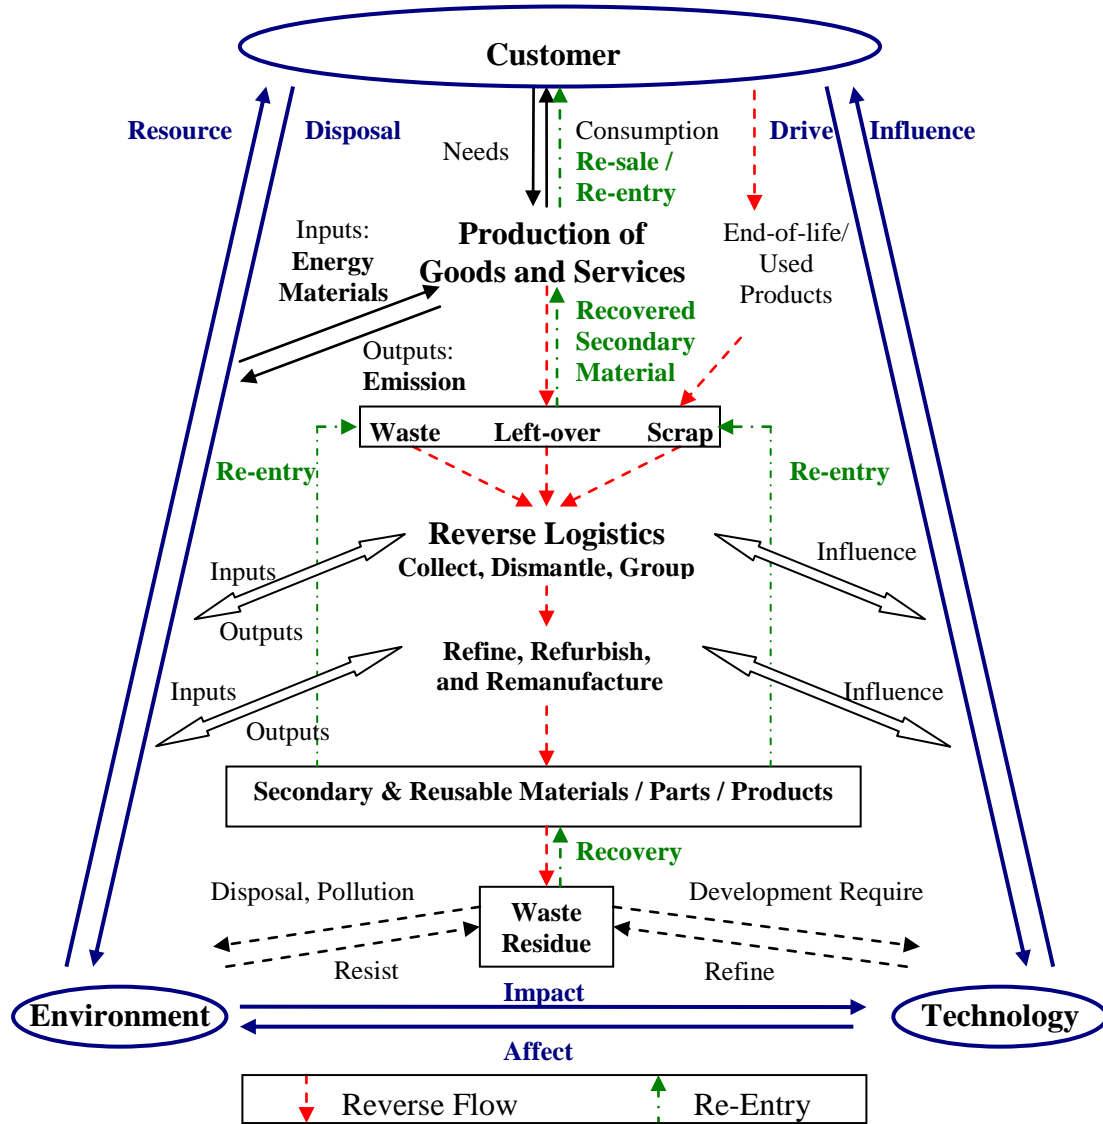 Customer
Resource
Disposal
Needs
Consumption
Re-sale /
Re-entry
Drive
Influence
Inputs:
Energy
Materials
Production of
Goods and Services
End-of-life/
Used
Products
Outputs:
Emission
Recovered
Secondary
Material
Waste Left-over Scrap
Re-entry
Re-entry
Reverse Logistics
Collect, Dismantle, Group
Inputs
Outputs
Influence
Refine, Refurbish,
and Remanufacture
Inputs
Outputs
Influence
Secondary & Reusable Materials / Parts / Products
Recovery
Disposal, Pollution
Waste
Residue
Development Require
Resist
Refine
Environment
Impact
Affect
Technology
Reverse Flow
Re-Entry